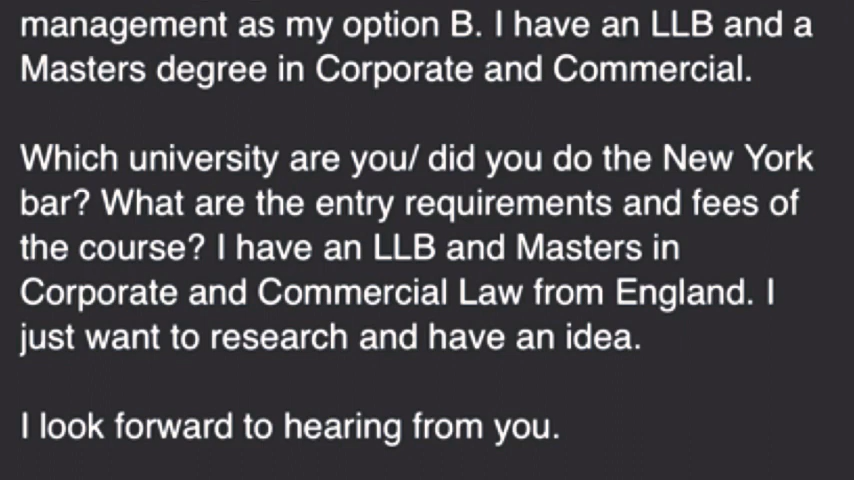 management as my option B. I have an LLB and a
Masters degree in Corporate and Commercial.
Which university are you/ did you do the New York
bar? What are the entry requirements and fees of
the course? I have an LLB and Masters in
Corporate and Commercial Law from England. I
just want to research and have an idea.
I look forward to hearing from you.